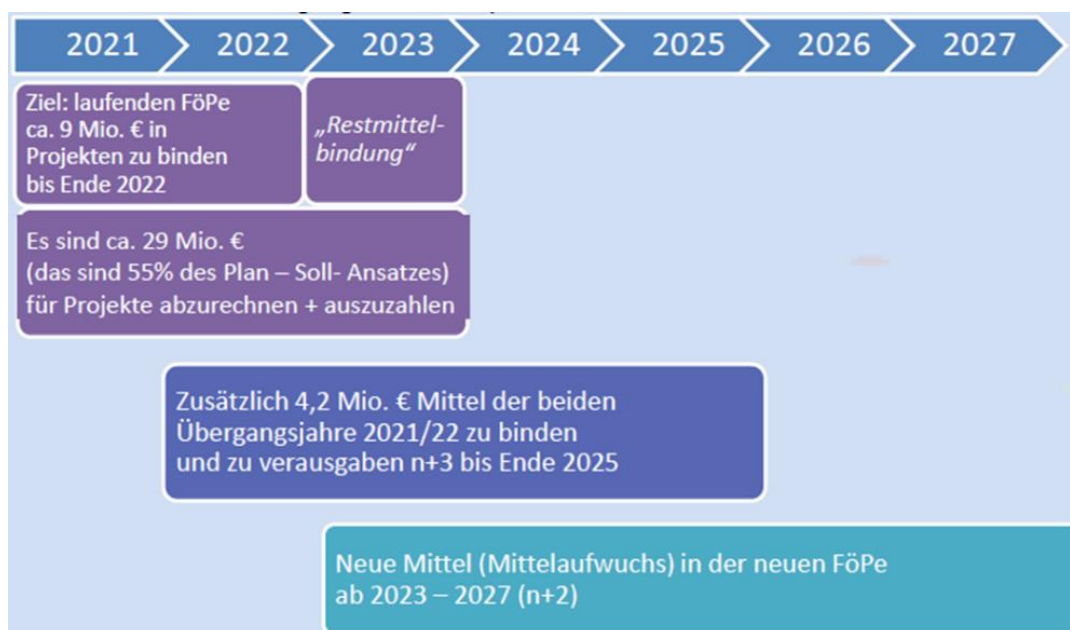 2021 2022 2023 2024 2025 2026 2027
Ziel: laufenden FöPe
ca. 9 Mio. € in
Projekten zu binden
bis Ende 2022
„Restmittel-
bindung“
Es sind ca. 29 Mio. €
(das sind 55% des Plan – Soll- Ansatzes)
für Projekte abzurechnen + auszuzahlen
Zusätzlich 4,2 Mio. € Mittel der beiden
Übergangsjahre 2021/22 zu binden
und zu verausgaben n+3 bis Ende 2025
Neue Mittel (Mittelaufwuchs) in der neuen FöPe
ab 2023 – 2027 (n+2)